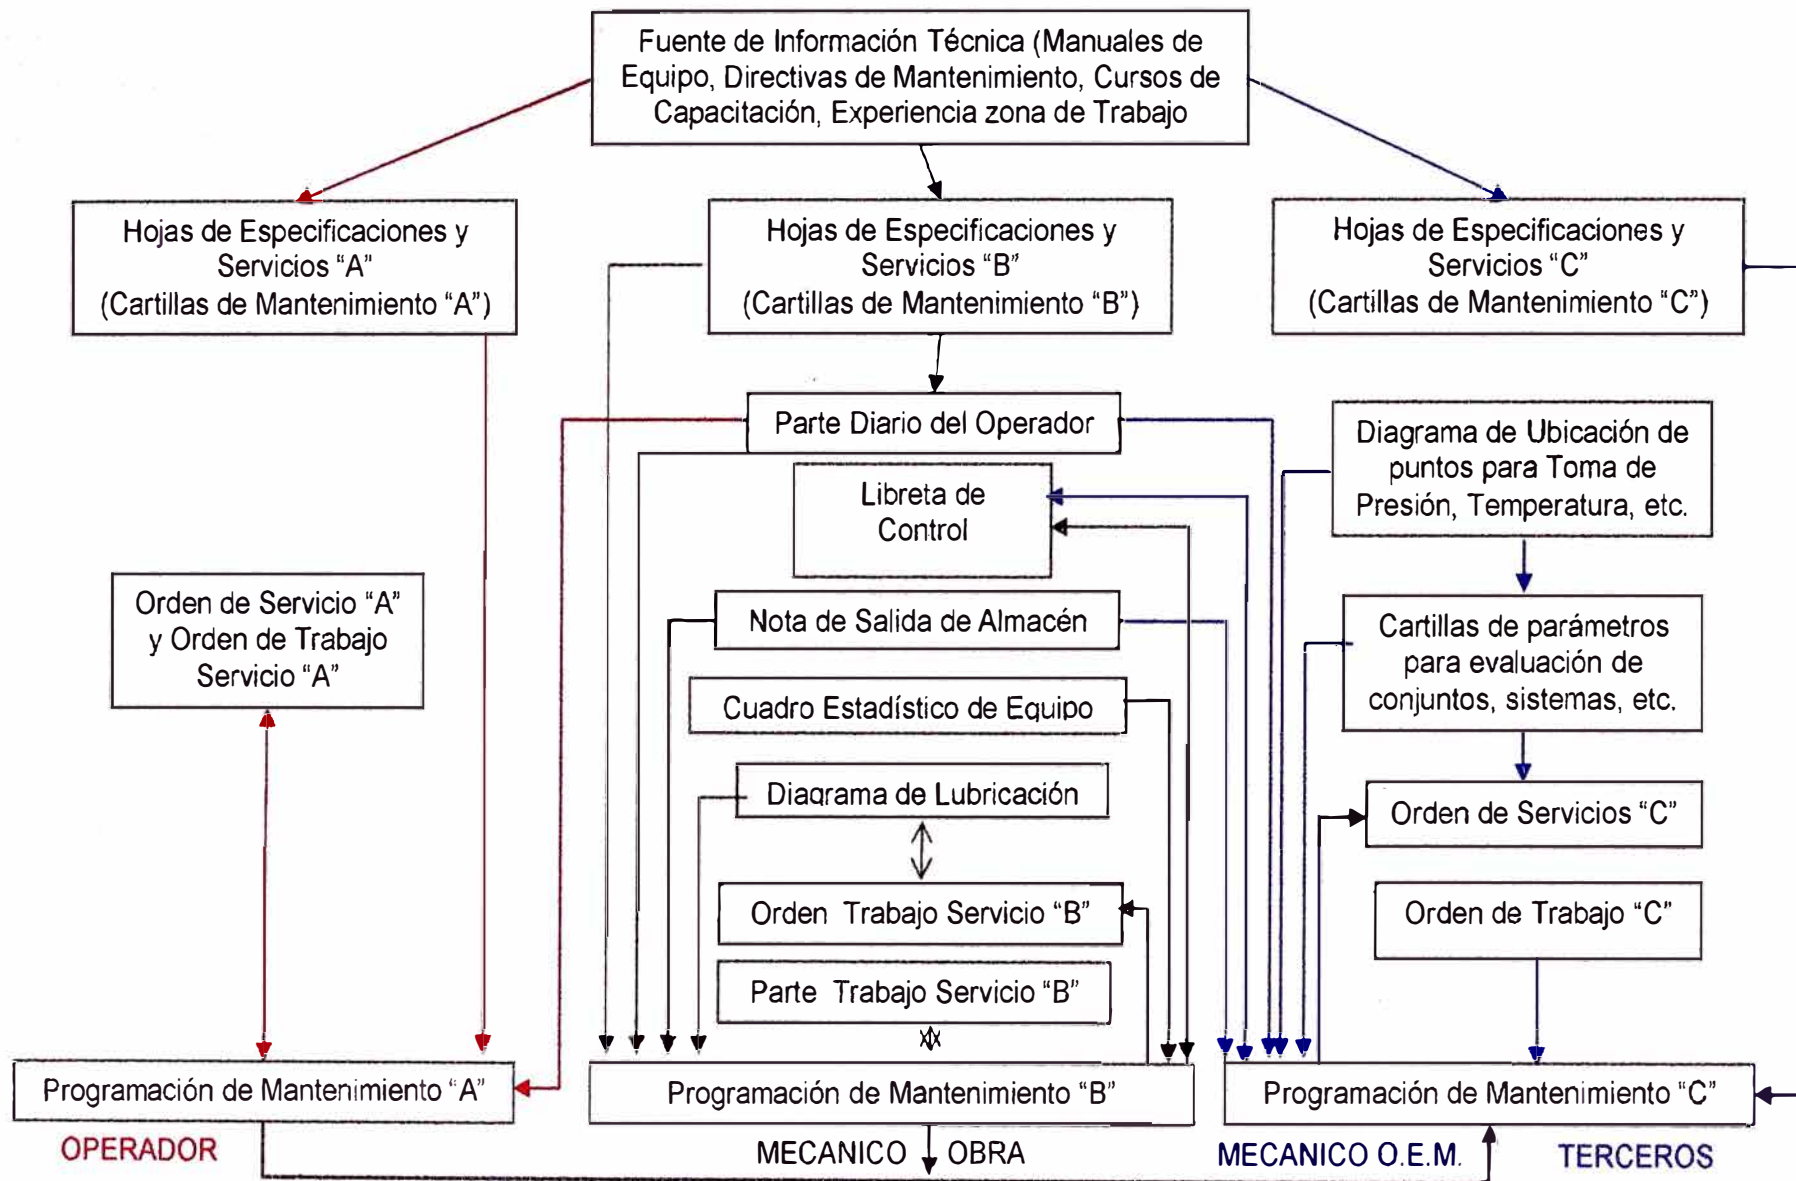 Fuente de Información Técnica (Manuales de
Equipo, Directivas de Mantenimiento, Cursos de
Capacitación, Experiencia zona de Trabajo
Hojas de Especificaciones y
Servicios “A”
(Cartillas de Mantenimiento “A”)
Hojas de Especificaciones y
Servicios “B”
(Cartillas de Mantenimiento “B”)
Hojas de Especificaciones y
Servicios “C”
(Cartillas de Mantenimiento “C”)
Parte Diario del Operador
Libreta de
Control
Diagrama de Ubicación de
puntos para Toma de
Presión, Temperatura, etc.
Orden de Servicio “A”
y Orden de Trabajo
Servicio “A”
Nota de Salida de Almacén
Cartillas de parámetros
para evaluación de
conjuntos, sistemas, etc.
Cuadro Estadístico de Equipo
Diagrama de Lubricación
Orden de Servicios “C”
Orden Trabajo Servicio “B”
Orden de Trabajo “C”
Parte Trabajo Servicio “B”
Programación de Mantenimiento “A”
Programación de Mantenimiento “B”
Programación de Mantenimiento “C”
OPERADOR
MECANICO OBRA
MECANICO O.E.M.
TERCEROS